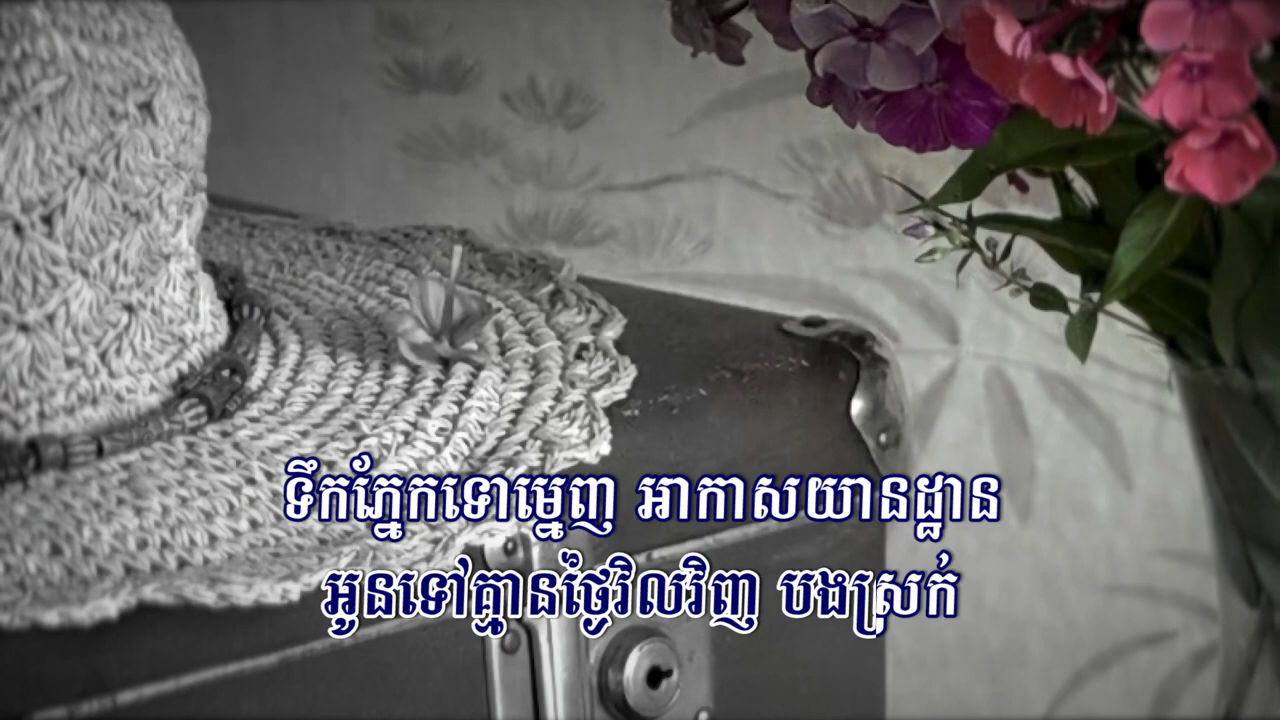 ទឹកភ្នែកទោម្នេញ អាកាសយានដ្ឋាន
អូនទៅគ្មានថ្ងៃវិលវិញ បងស្រក់